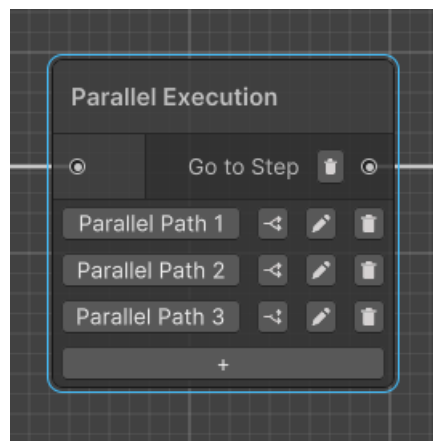 Parallel Execution
Go to Step
Parallel Path 1
Parallel Path 2
Parallel Path 3
+